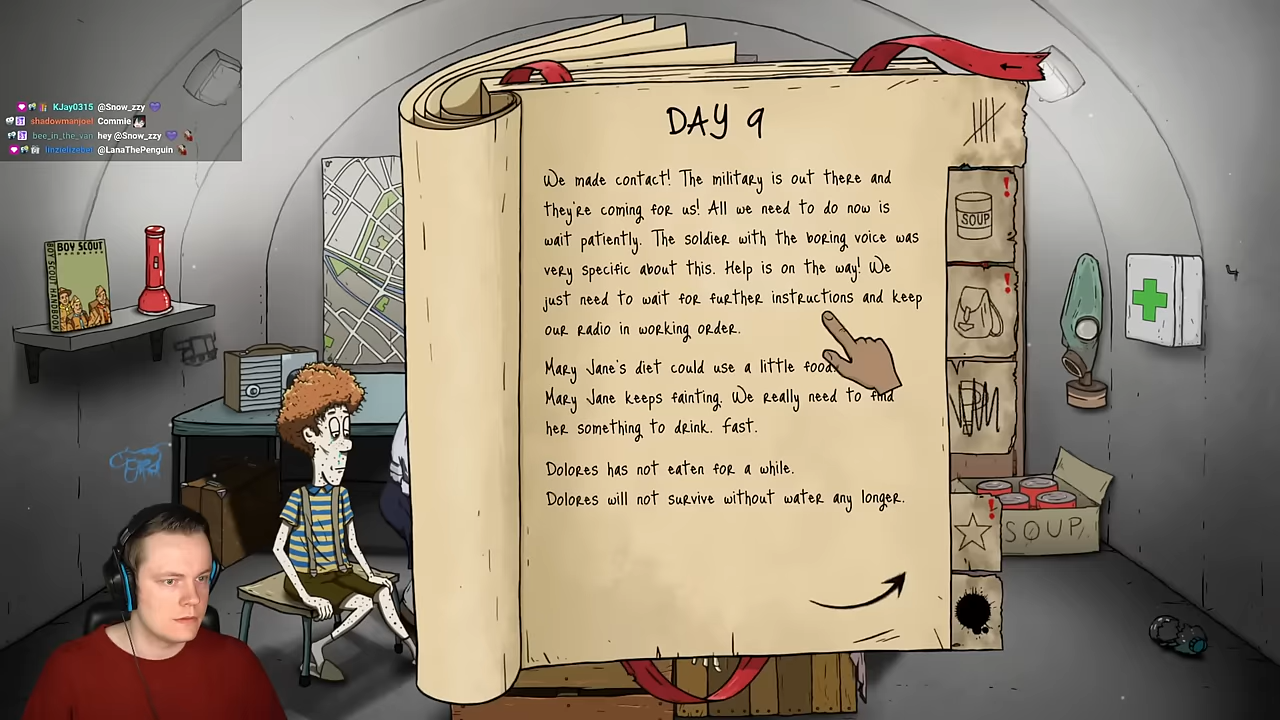 KJay0315 @Snow_zzy
shadowmanjoel Commie
bee_in_the_van hey @Snow_zzy
@LanaThePenguin
BOY SCOUT
BOY SCOUT HANDBOOK
DAY 9
We made contact! The military is out there and
they're coming for us! All we need to do now is
wait patiently. The soldier with the boring voice was
very specific about this. Help is on the way! We
just need to wait for further instructions and keep
our radio in working order.
Mary Jane's diet could use a little food
Mary Jane keeps fainting. We really need to find
her something to drink. Fast.
Dolores has not eaten for a while.
Dolores will not survive without water any longer.
!
SOUP
!
!
SOUP